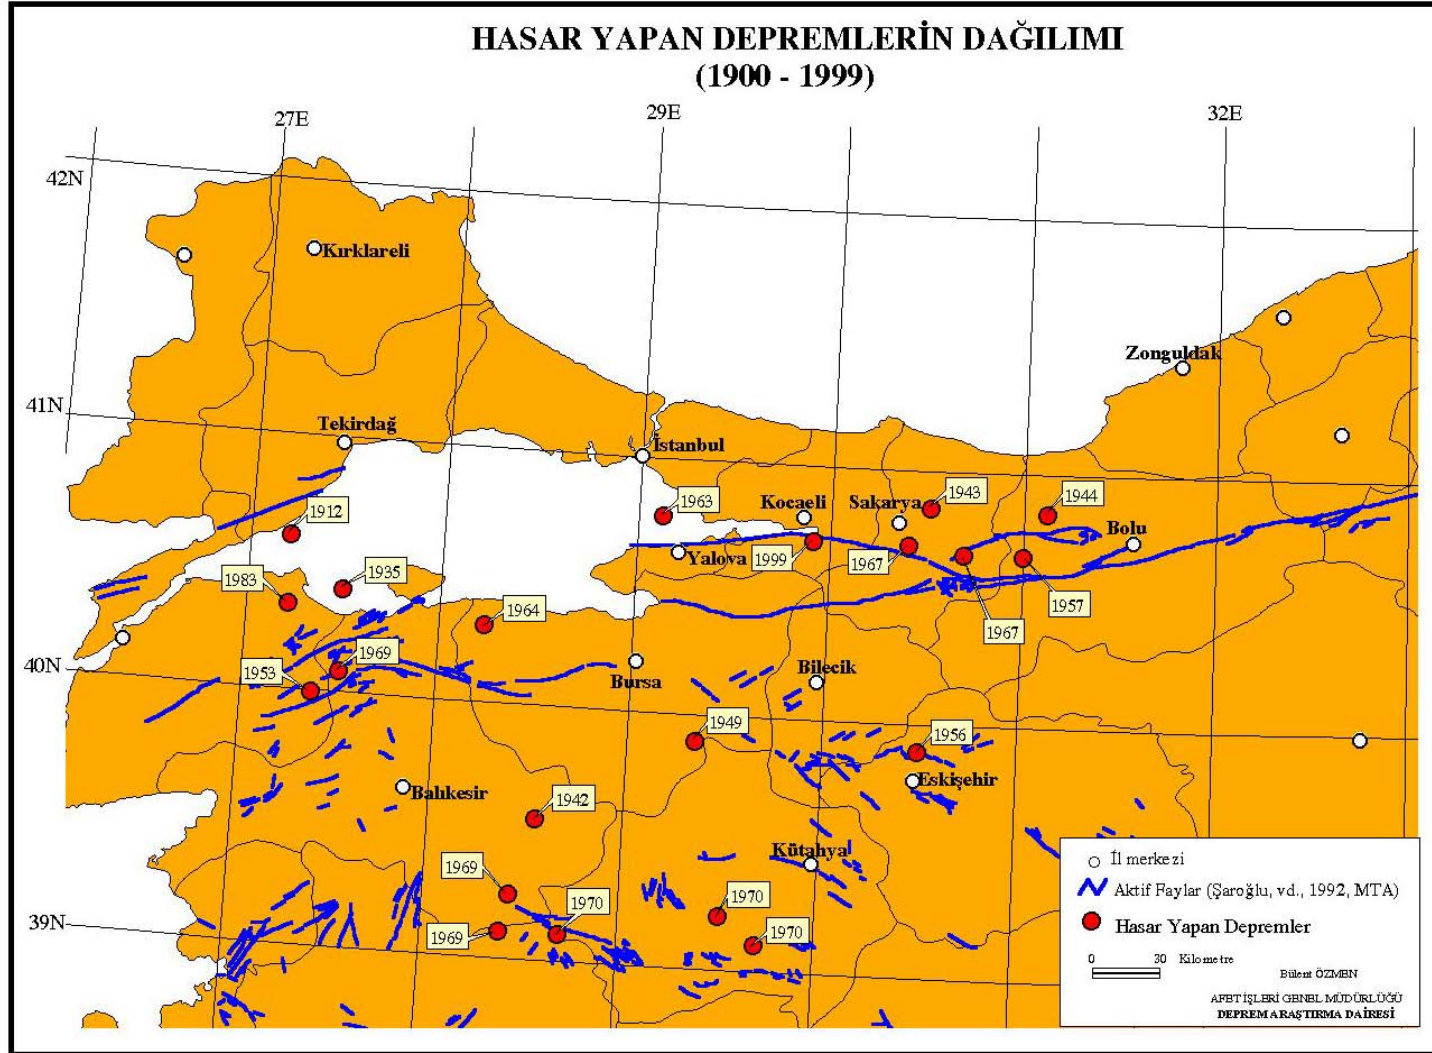 HASAR YAPAN DEPREMLERİN DAĞILIMI
(1900 - 1999)
27E
29E
32E
42N
Kırklareli
Zonguldak
41N
Tekirdağ
İstanbul
1963
Kocaeli
Sakarya
1943
1944
1912
Bolu
Yalova
1999
1967
1983
1935
1957
1964
1967
1969
40N
1953
Bursa
Bilecik
1949
1956
Eskişehir
Balıkesir
1942
Kütahya
1969
1970
1970
39N
1969
1970
İl merkezi
Aktif Faylar (Şaroğlu, vd., 1992, MTA)
Hasar Yapan Depremler
0 30 Kilometre
Bülent ÖZMEN
AFET İŞLERİ GENEL MÜDÜRLÜĞÜ
DEPREM ARAŞTIRMA DAİRESİ